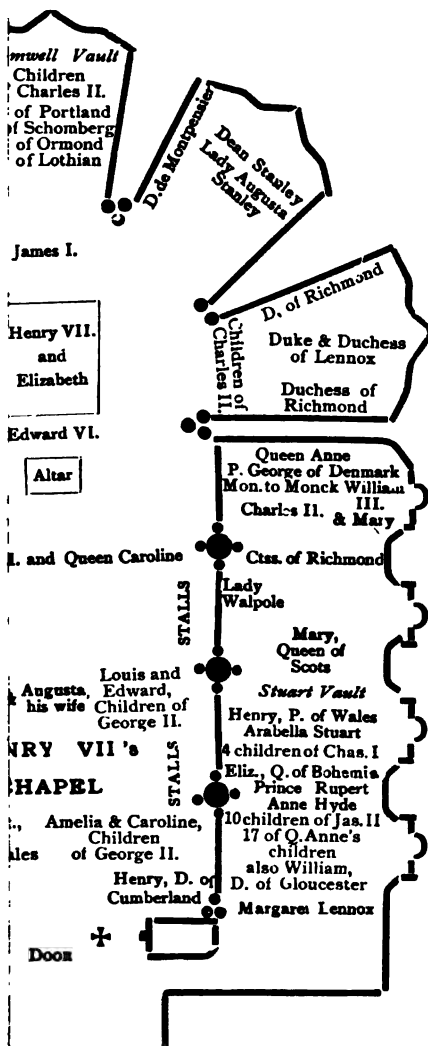 mwell Vault
Children
Charles II.
of Portland
of Schomberg
of Ormond
of Lothian
D. de Montpensier
Dean Stanley
Lady Augusta
Stanley
James I.
D. of Richmond
Children of
Charles II.
Duke & Duchess
of Lennox
Duchess of
Richmond
Henry VII.
and
Elizabeth
Edward VI.
Altar
Queen Anne
P. George of Denmark
Mon. to Monck William
Charles II. III.
& Mary
I. and Queen Caroline
Ctss. of Richmond
STALLS
Lady
Walpole
Mary,
Queen of
Scots
Stuart Vault
Louis and
Augusta, Edward,
his wife Children of
George II.
Henry, P. of Wales
Arabella Stuart
4 children of Chas. I
NRY VII's
CHAPEL
STALLS
Eliz., Q. of Bohemia
Prince Rupert
Anne Hyde
10 children of Jas. II
17 of Q. Anne's
children
also William,
D. of Gloucester
., Amelia & Caroline,
Children
ales of George II.
Henry, D. of
Cumberland
Margaret Lennox
Door